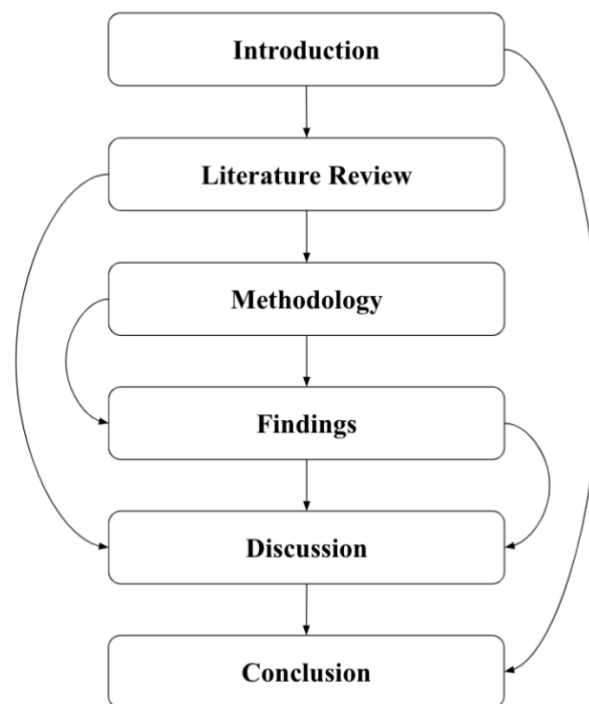 Introduction
Literature Review
Methodology
Findings
Discussion
Conclusion